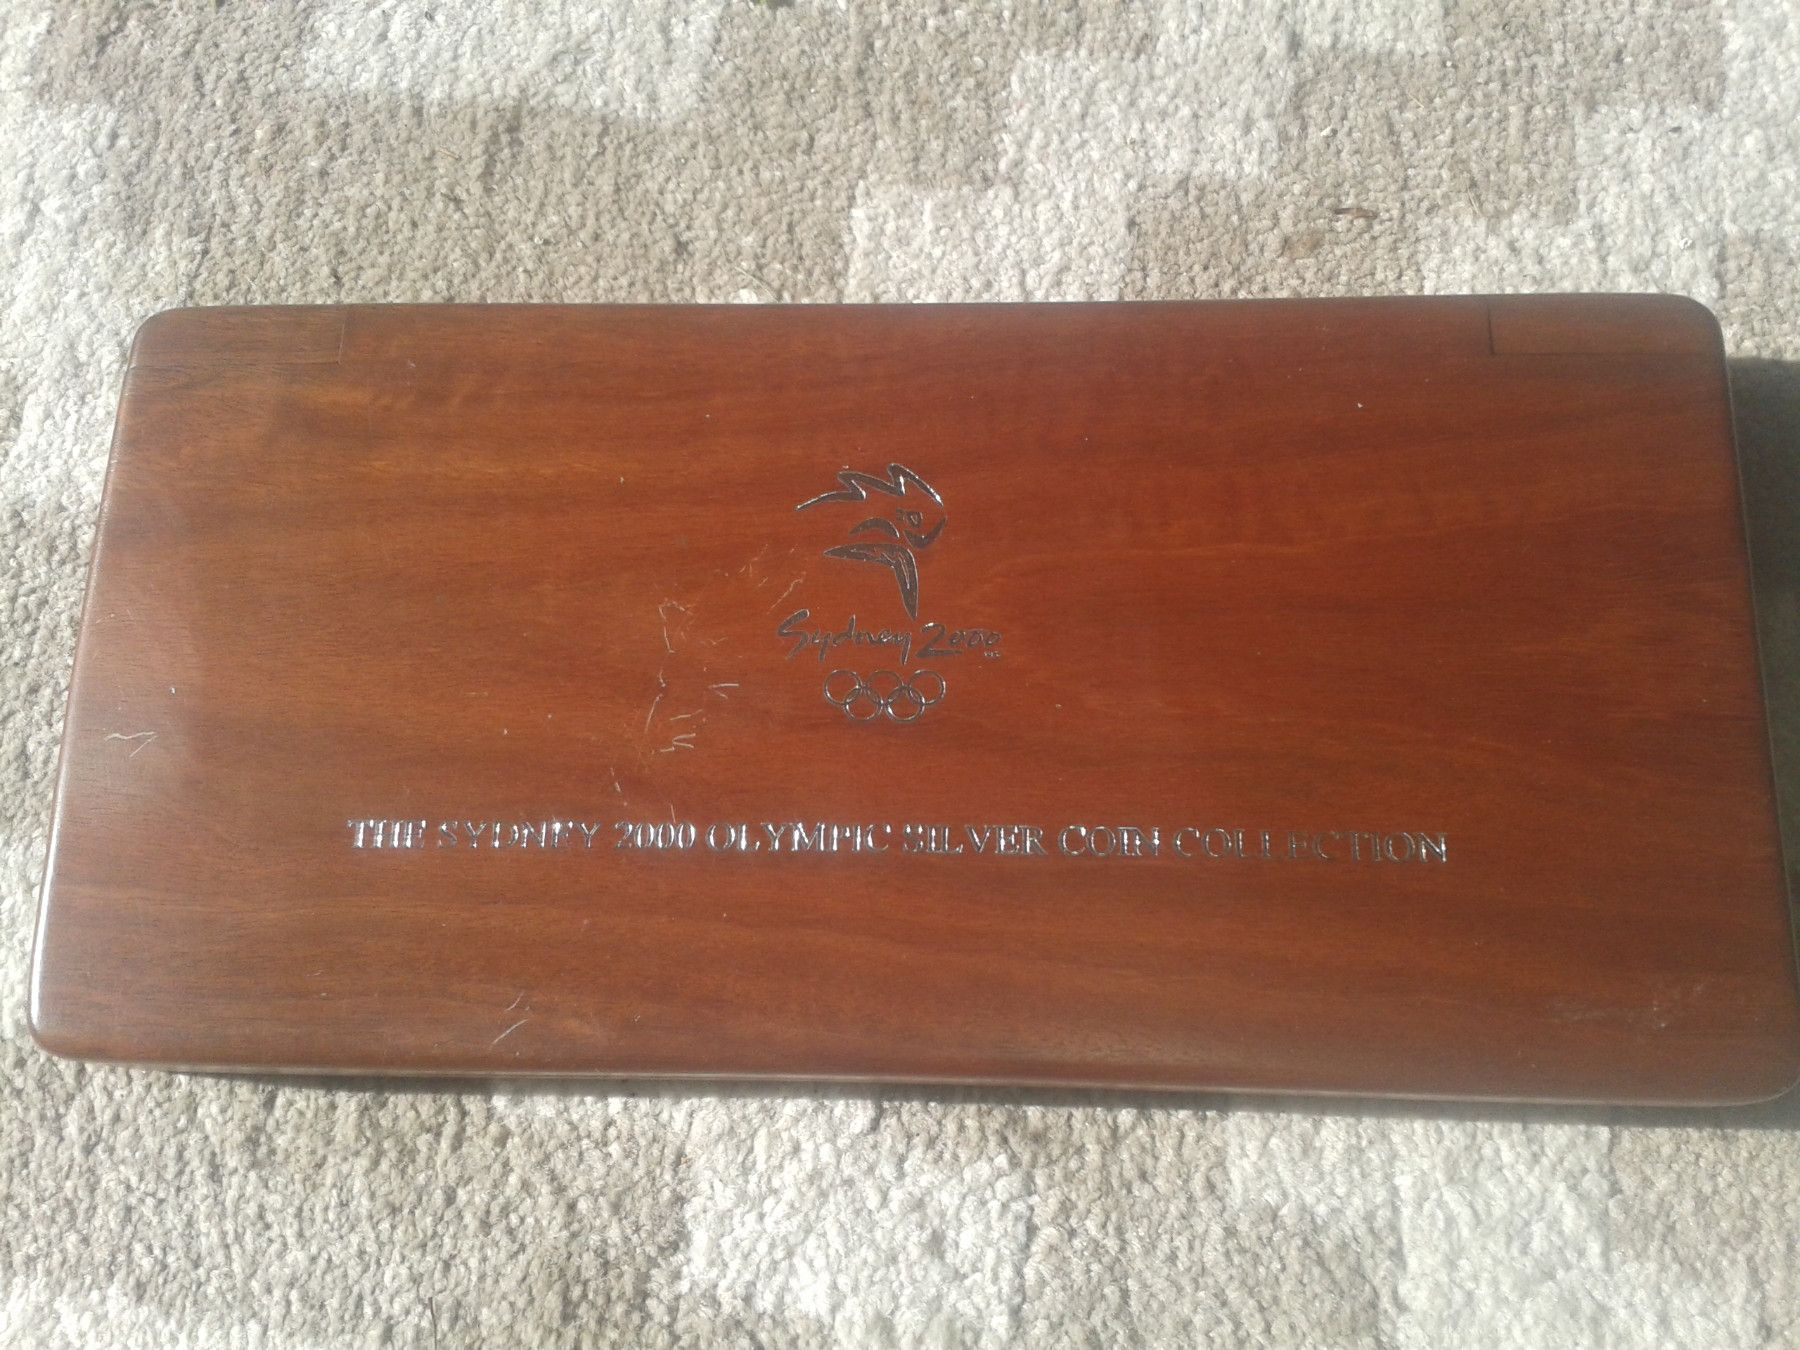 Sydney 2000
THE SYDNEY 2000 OLYMPIC SILVER COIN COLLECTION